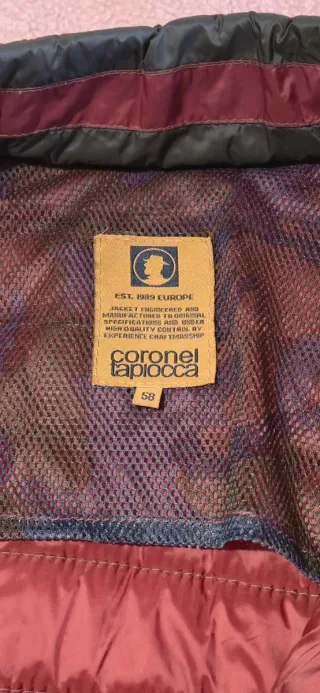 EST. 1989 EUROPE
JACKET ENGINEERED AND
MANUFACTURED TO ORIGINAL
SPECIFICATIONS AND UNDER
HIGH QUALITY CONTROL BY
EXPERIENCE CRAFTMANSHIP
coronel
tapiocca
58